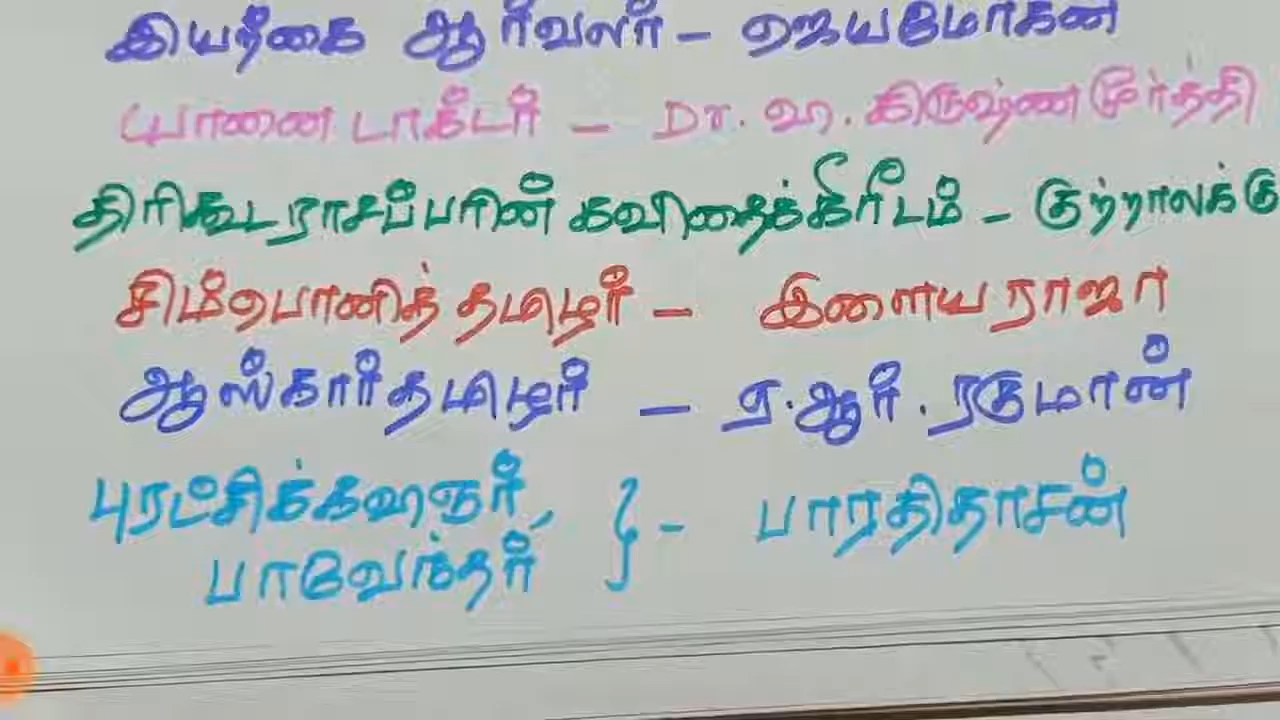 இயற்கை ஆர்வலர் - ஜெயமோகன்
யானை டாக்டர் - Dr. வி. கிருஷ்ணமூர்த்தி
திரிகூட ராசப்பரின் கவிதைக்கிரீடம் - குற்றாலக்கு
சிம்பொனித் தமிழர் - இளையராஜா
ஆஸ்கார் தமிழர் - ஏ.ஆர். ரகுமான்
புரட்சிக்கவிஞர், } - பாரதிதாசன்
பாவேந்தர்